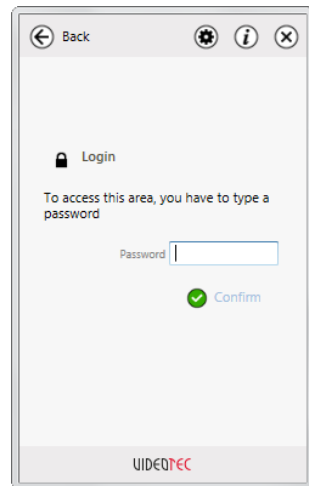 Back
Login
To access this area, you have to type a
password
Password
Confirm
VIDEOTEC